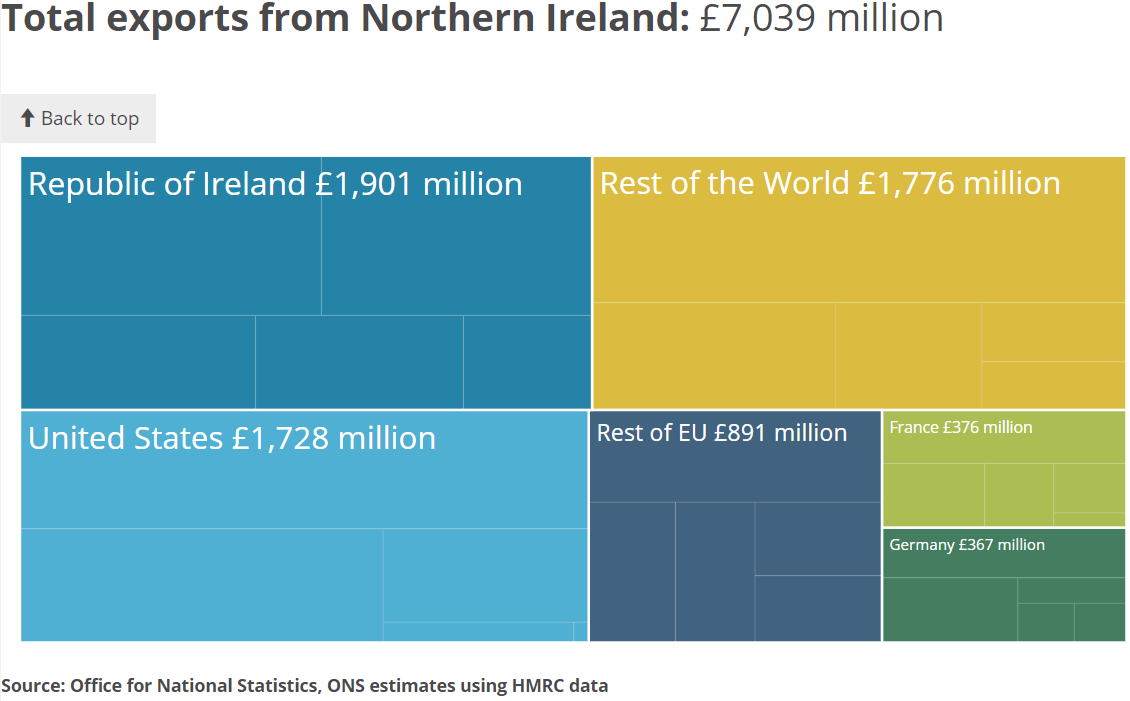 Total exports from Northern Ireland: £7,039 million
Back to top
Republic of Ireland £1,901 million
Rest of the World £1,776 million
United States £1,728 million
Rest of EU £891 million
France £376 million
Germany £367 million
Source: Office for National Statistics, ONS estimates using HMRC data